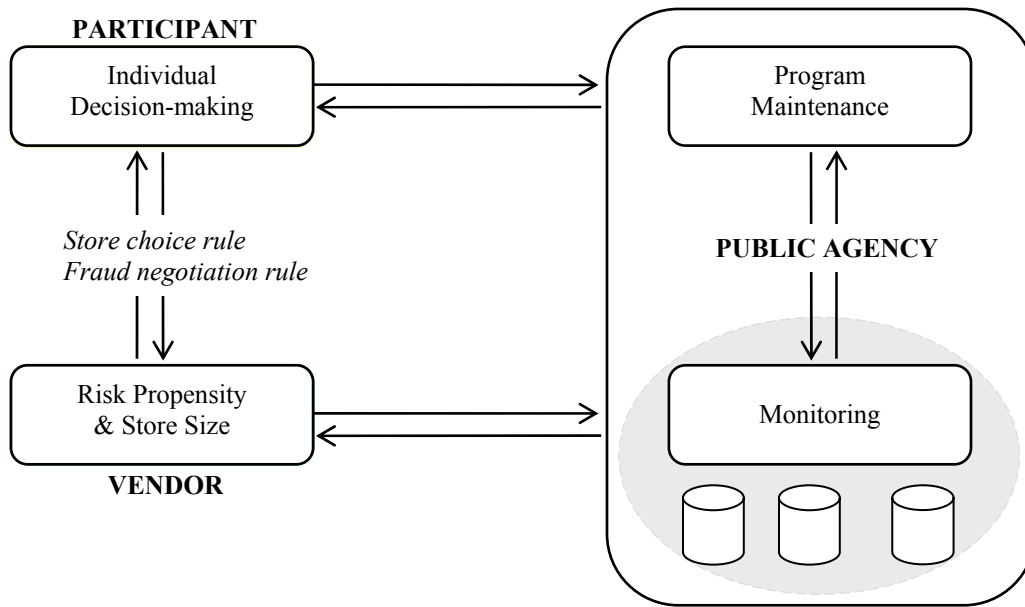 PARTICIPANT
Individual
Decision-making
Program
Maintenance
Store choice rule
Fraud negotiation rule
PUBLIC AGENCY
Risk Propensity
& Store Size
Monitoring
VENDOR